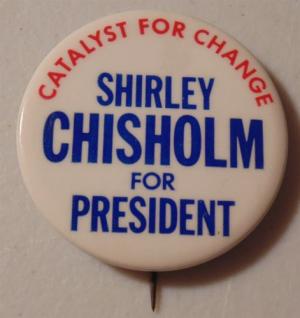 CATALYST FOR CHANGE
SHIRLEY
CHISHOLM
FOR
PRESIDENT